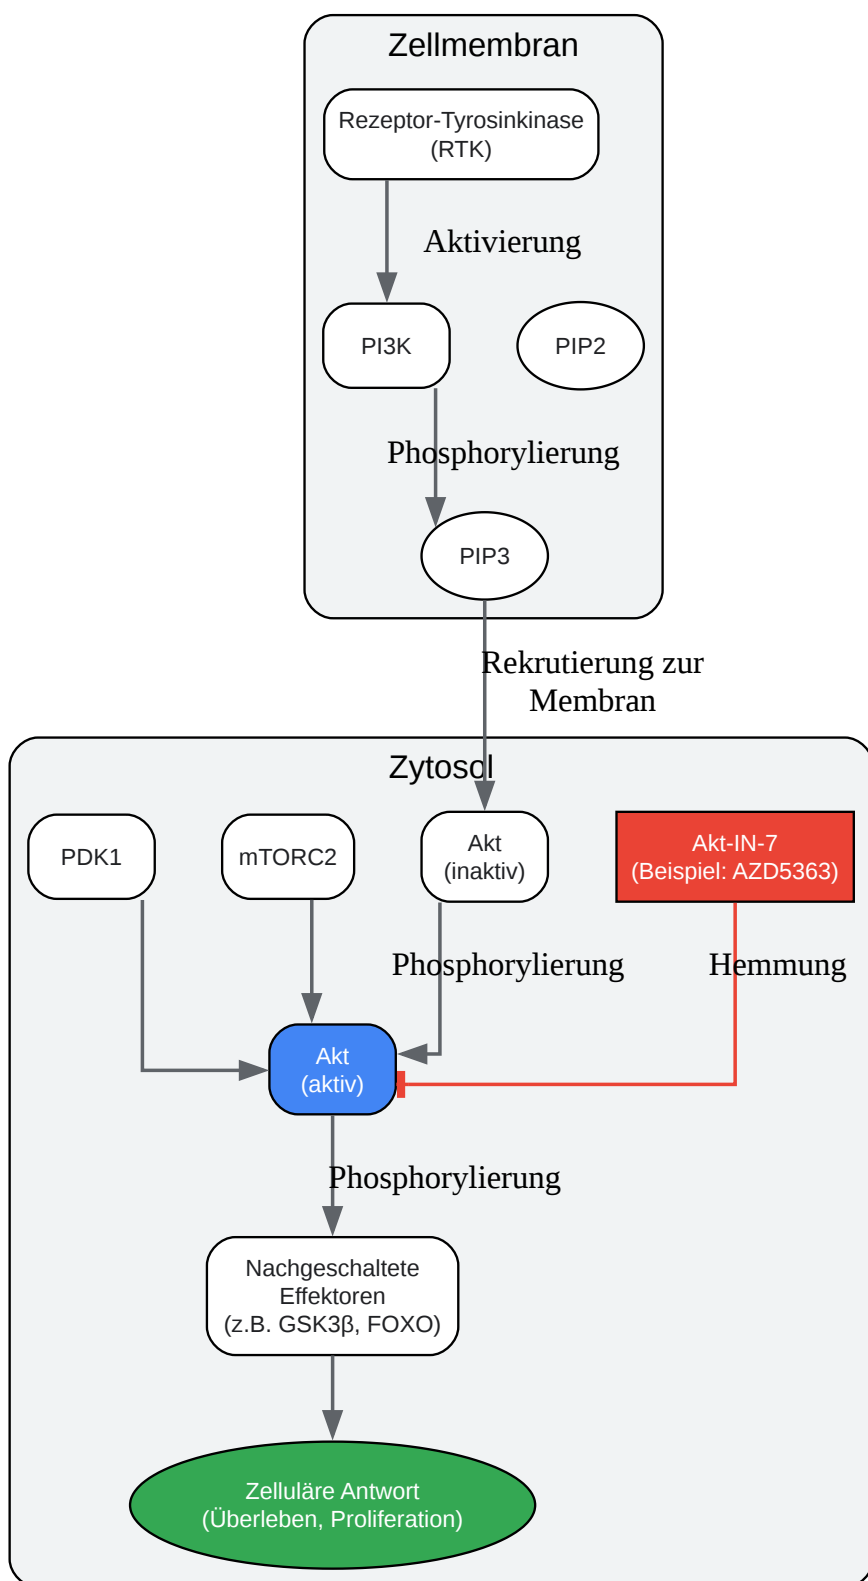 Zellmembran
Rezeptor-Tyrosinkinase
(RTK)
Aktivierung
PI3K
PIP2
Phosphorylierung
PIP3
Rekrutierung zur
Membran
Zytosol
PDK1
mTORC2
Akt
(inaktiv)
Akt-IN-7
(Beispiel: AZD5363)
Phosphorylierung
Hemmung
Akt
(aktiv)
Phosphorylierung
Nachgeschaltete
Effektoren
(z.B. GSK3β, FOXO)
Zelluläre Antwort
(Überleben, Proliferation)